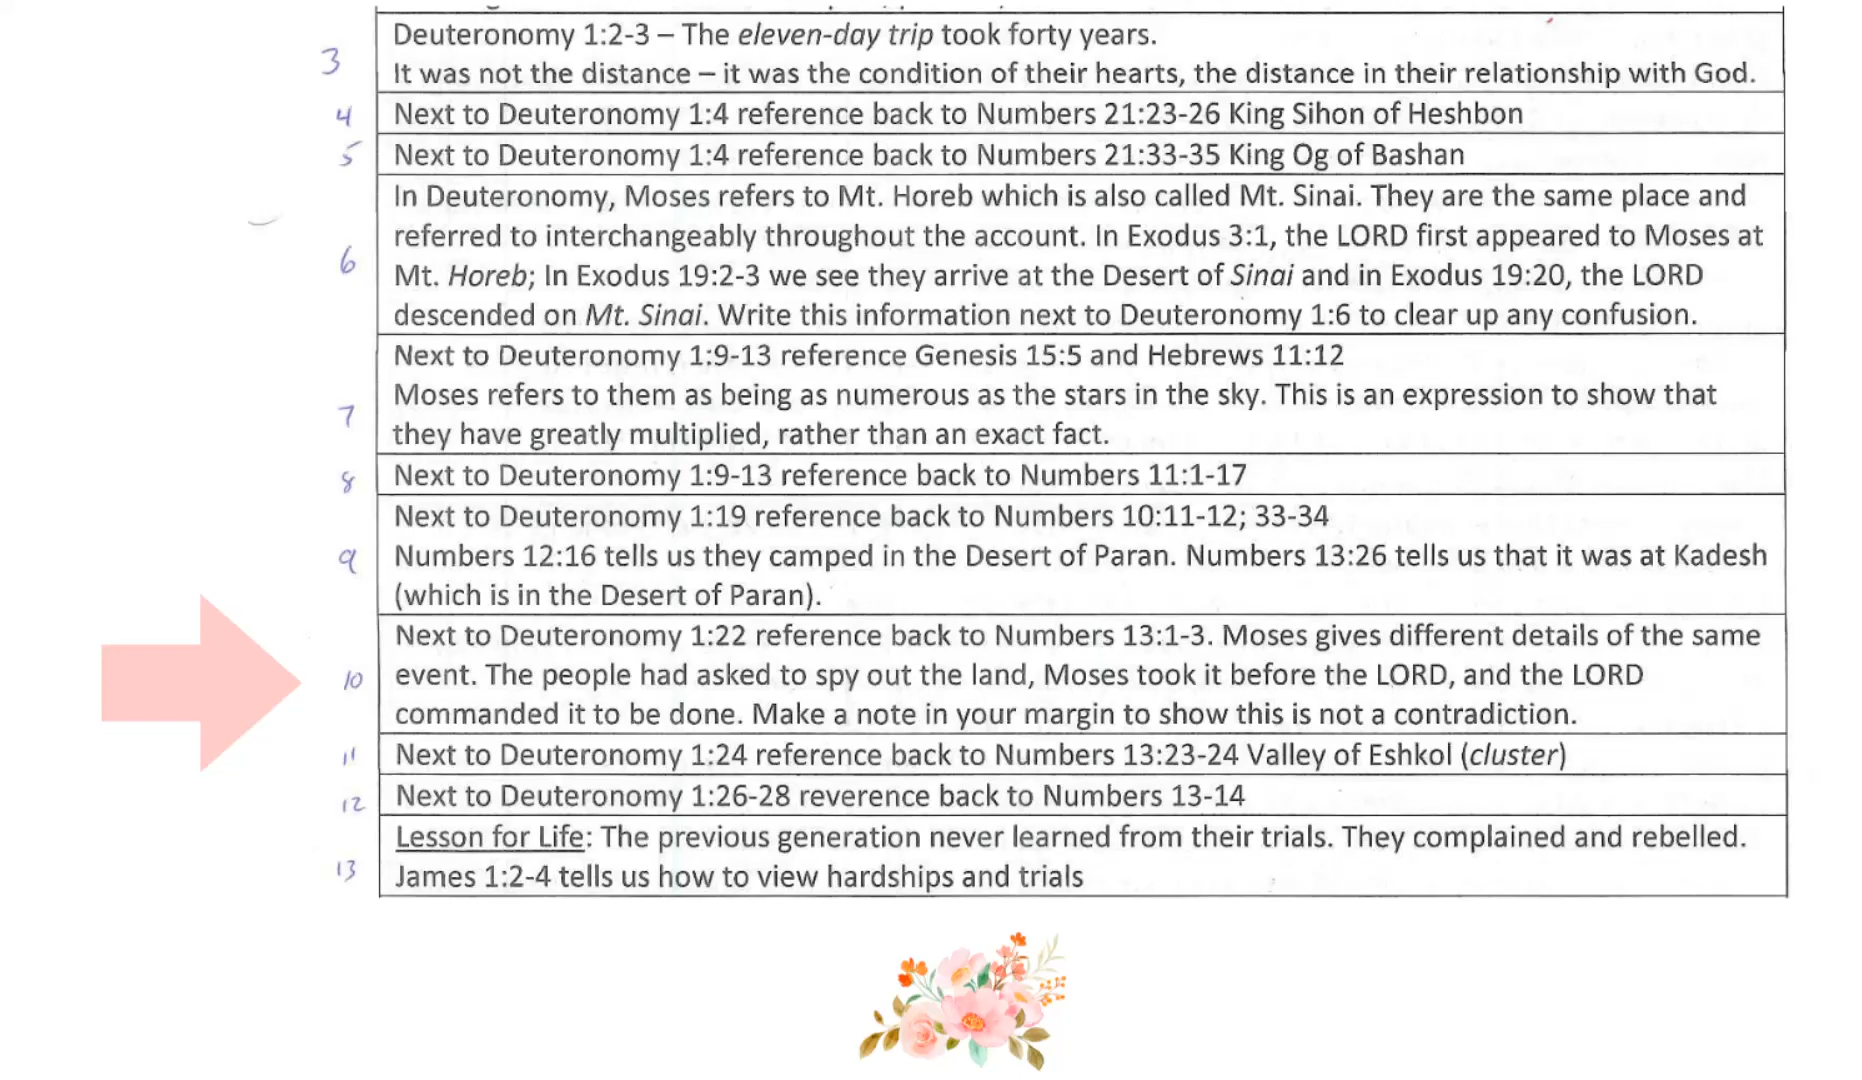 3
Deuteronomy 1:2-3 – The eleven-day trip took forty years.
It was not the distance – it was the condition of their hearts, the distance in their relationship with God.
4
Next to Deuteronomy 1:4 reference back to Numbers 21:23-26 King Sihon of Heshbon
5
Next to Deuteronomy 1:4 reference back to Numbers 21:33-35 King Og of Bashan
6
In Deuteronomy, Moses refers to Mt. Horeb which is also called Mt. Sinai. They are the same place and
referred to interchangeably throughout the account. In Exodus 3:1, the LORD first appeared to Moses at
Mt. Horeb; In Exodus 19:2-3 we see they arrive at the Desert of Sinai and in Exodus 19:20, the LORD
descended on Mt. Sinai. Write this information next to Deuteronomy 1:6 to clear up any confusion.
7
Next to Deuteronomy 1:9-13 reference Genesis 15:5 and Hebrews 11:12
Moses refers to them as being as numerous as the stars in the sky. This is an expression to show that
they have greatly multiplied, rather than an exact fact.
8
Next to Deuteronomy 1:9-13 reference back to Numbers 11:1-17
9
Next to Deuteronomy 1:19 reference back to Numbers 10:11-12; 33-34
Numbers 12:16 tells us they camped in the Desert of Paran. Numbers 13:26 tells us that it was at Kadesh
(which is in the Desert of Paran).
10
Next to Deuteronomy 1:22 reference back to Numbers 13:1-3. Moses gives different details of the same
event. The people had asked to spy out the land, Moses took it before the LORD, and the LORD
commanded it to be done. Make a note in your margin to show this is not a contradiction.
11
Next to Deuteronomy 1:24 reference back to Numbers 13:23-24 Valley of Eshkol (cluster)
12
Next to Deuteronomy 1:26-28 reverence back to Numbers 13-14
13
Lesson for Life: The previous generation never learned from their trials. They complained and rebelled.
James 1:2-4 tells us how to view hardships and trials